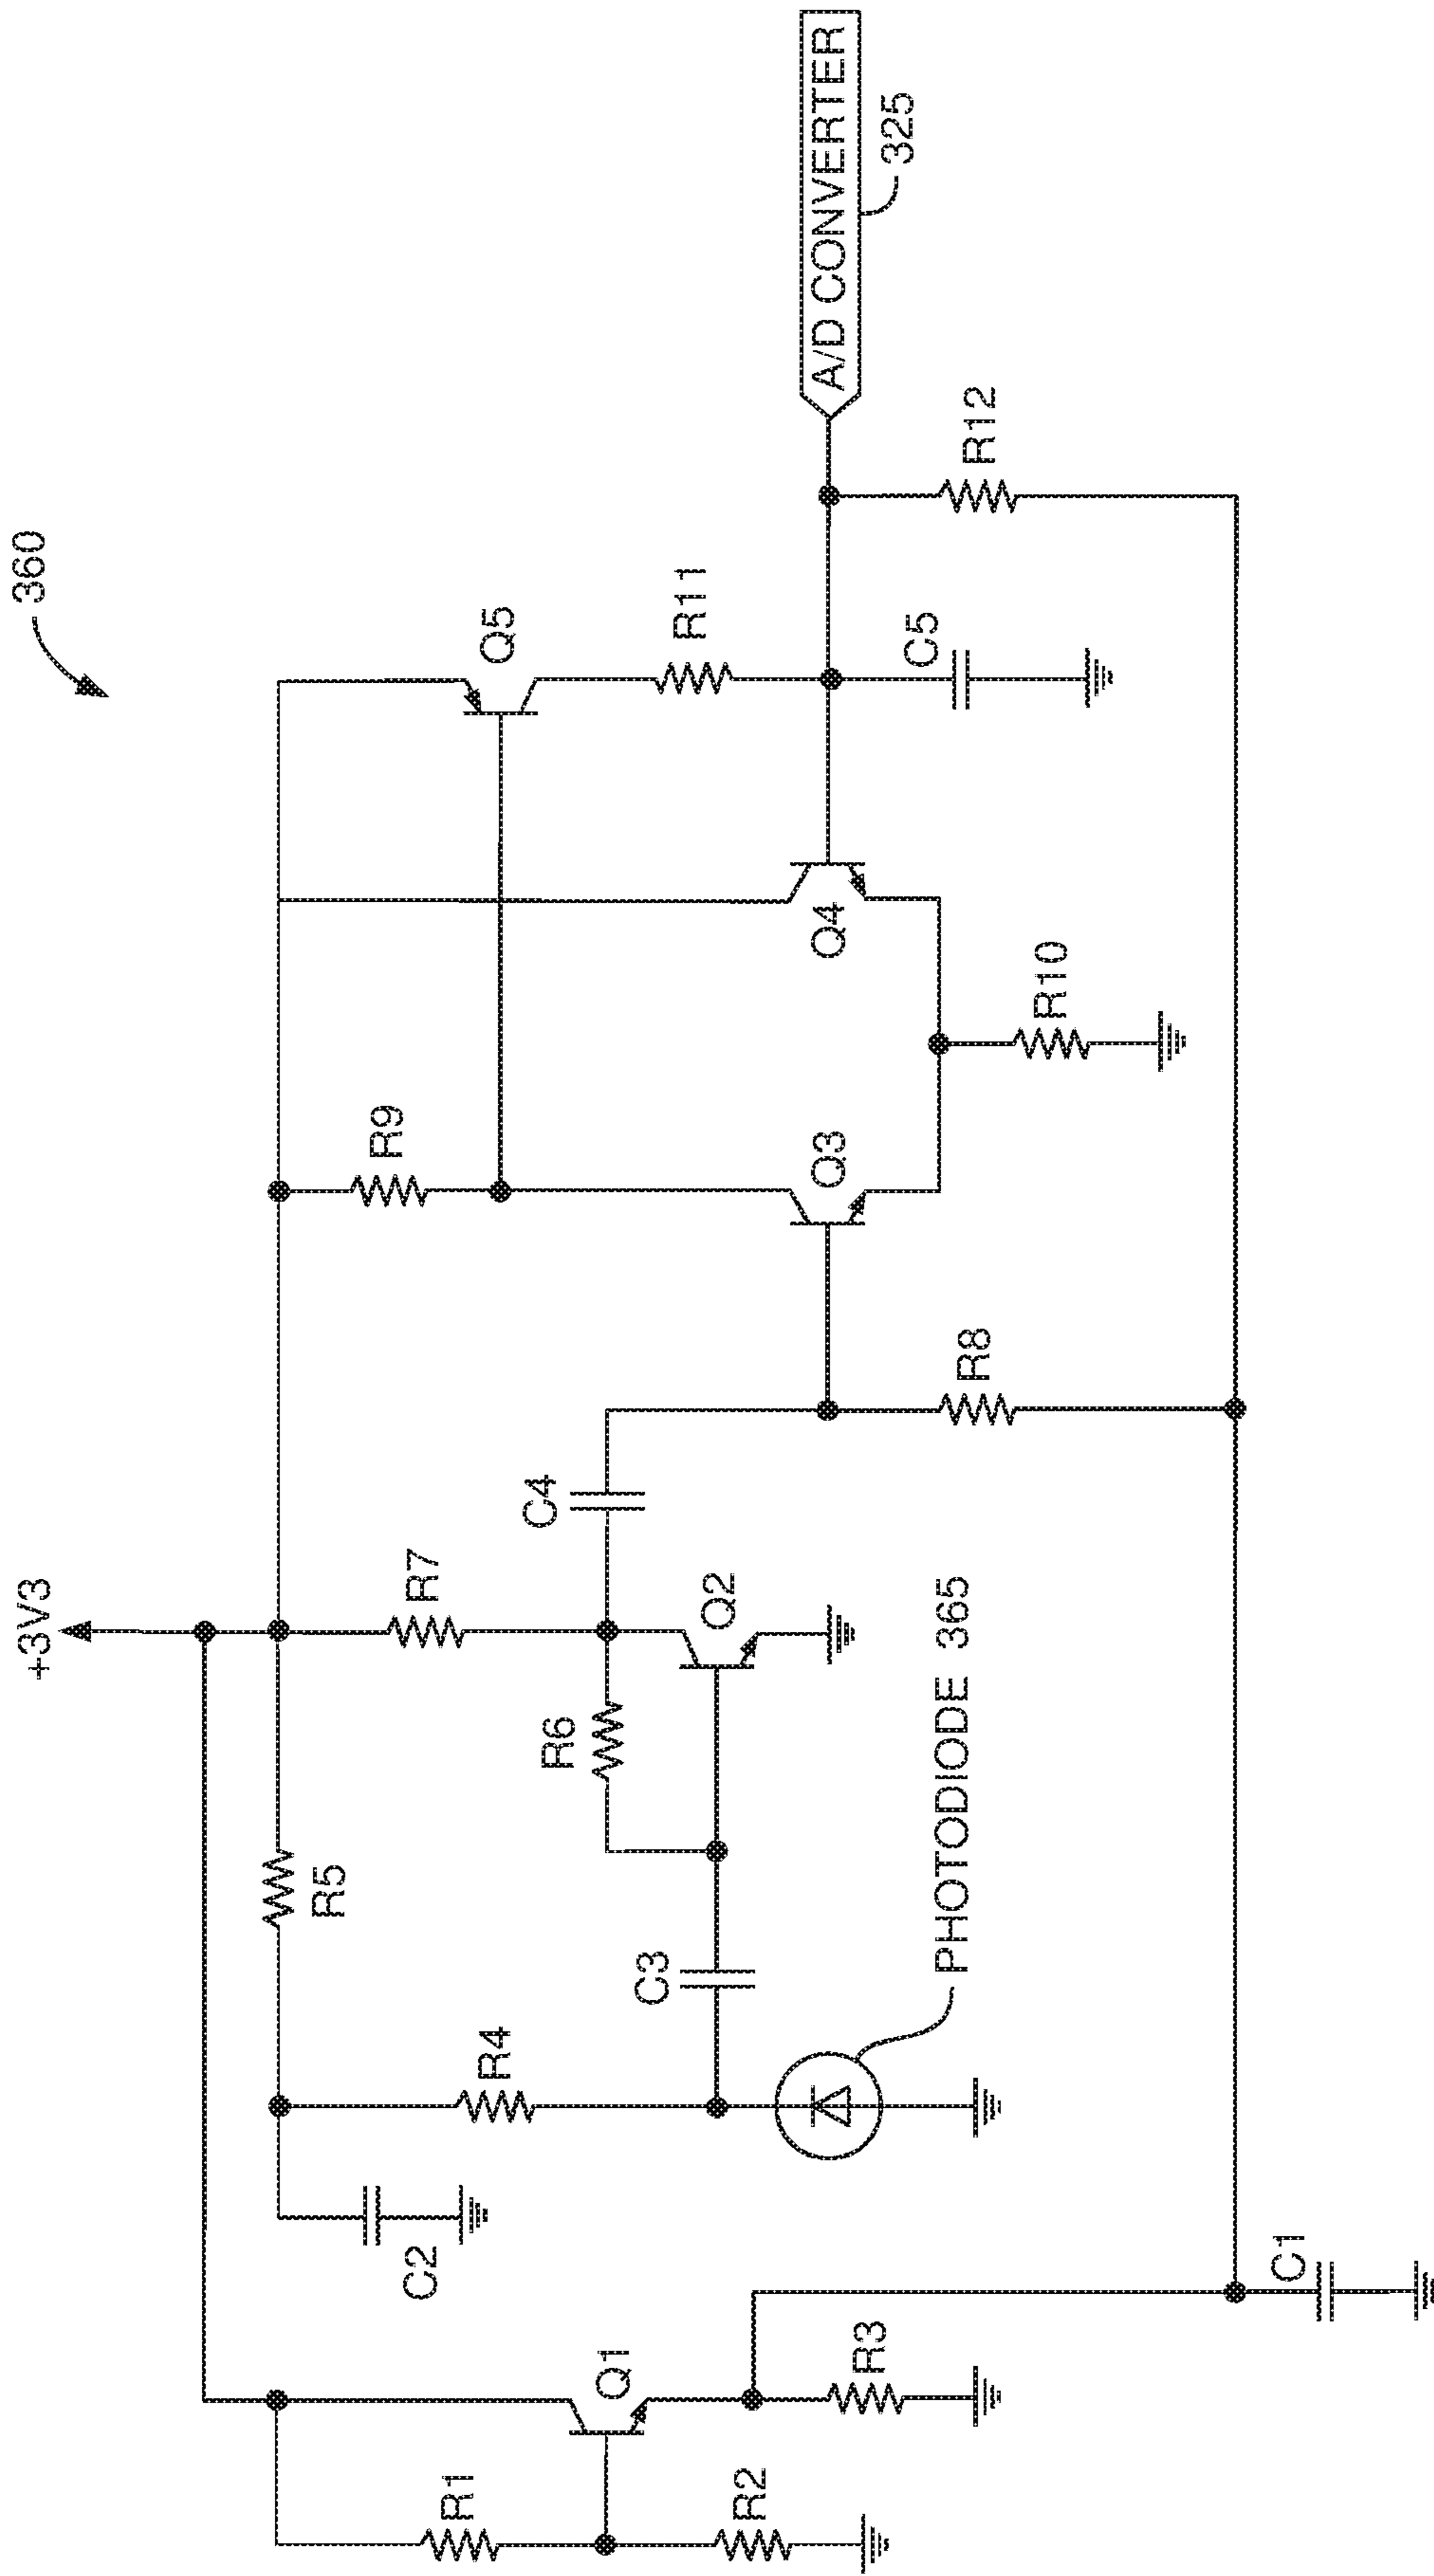 360
+3V3
R1
R2
Q1
R3
C1
C2
R4
R5
C3
PHOTODIODE 365
R6
R7
Q2
C4
R8
R9
Q3
R10
Q4
Q5
R11
C5
R12
A/D CONVERTER
325